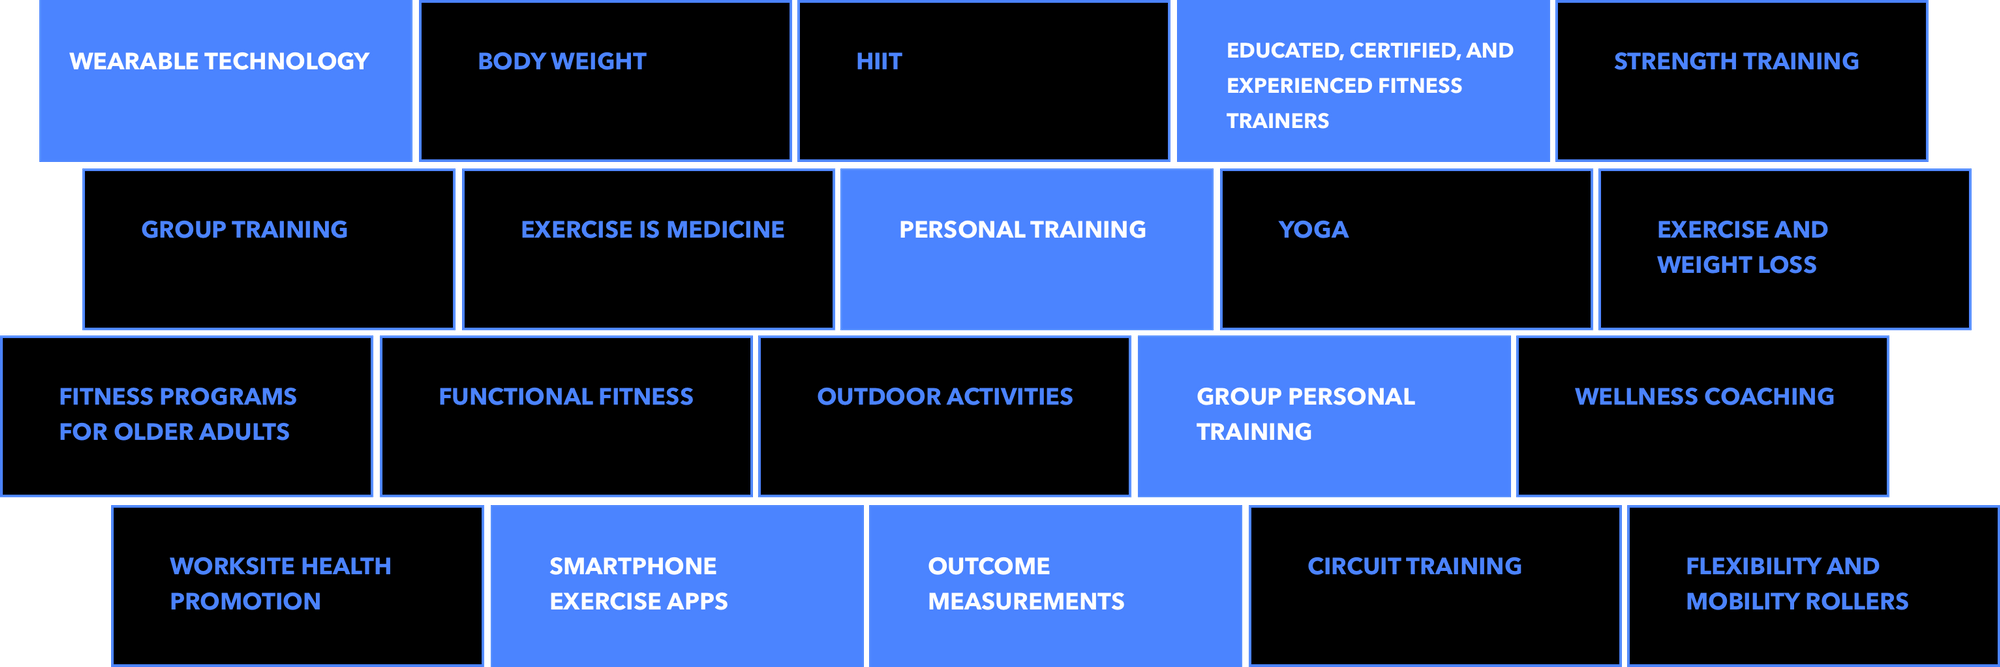 WEARABLE TECHNOLOGY
BODY WEIGHT
HIIT
EDUCATED, CERTIFIED, AND
EXPERIENCED FITNESS
TRAINERS
STRENGTH TRAINING
GROUP TRAINING
EXERCISE IS MEDICINE
PERSONAL TRAINING
YOGA
EXERCISE AND
WEIGHT LOSS
FITNESS PROGRAMS
FOR OLDER ADULTS
FUNCTIONAL FITNESS
OUTDOOR ACTIVITIES
GROUP PERSONAL
TRAINING
WELLNESS COACHING
WORKSITE HEALTH
PROMOTION
SMARTPHONE
EXERCISE APPS
OUTCOME
MEASUREMENTS
CIRCUIT TRAINING
FLEXIBILITY AND
MOBILITY ROLLERS